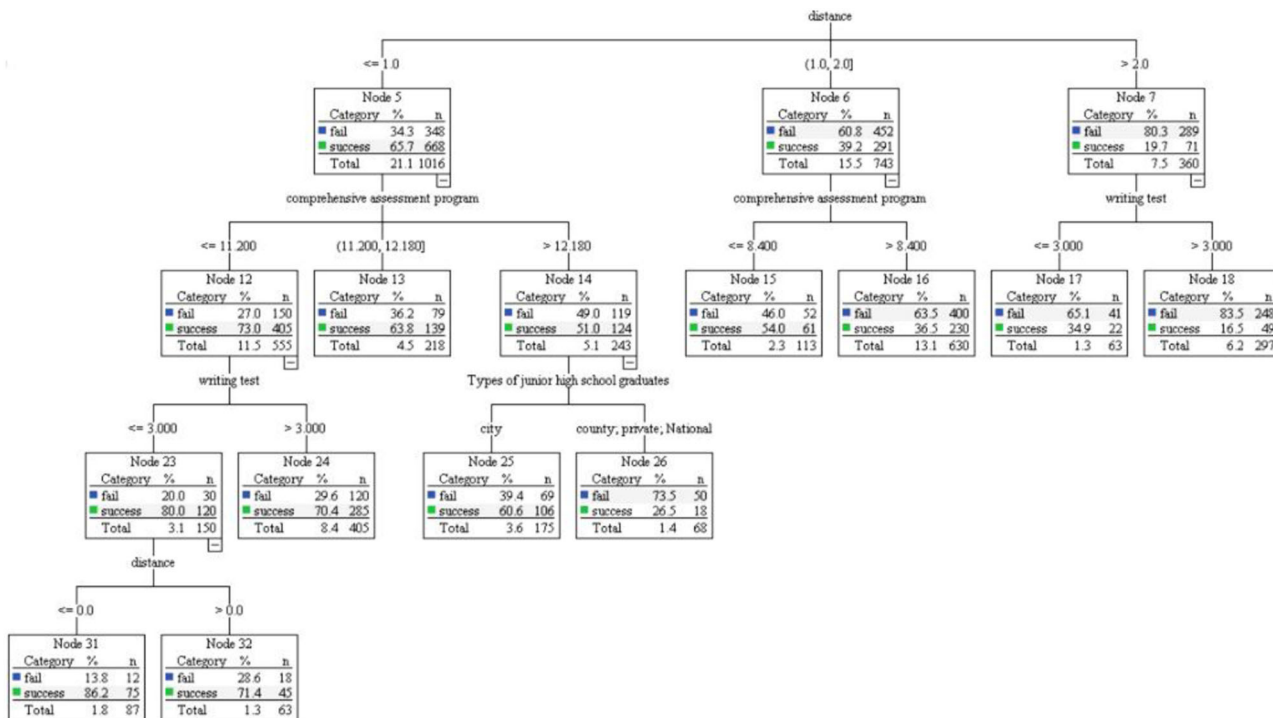 distance
<= 1.0
(1.0, 2.0]
> 2.0
Node 5
Category % n
fail 34.3 348
success 65.7 668
Total 21.1 1016
Node 6
Category % n
fail 60.8 452
success 39.2 291
Total 15.5 743
Node 7
Category % n
fail 80.3 289
success 19.7 71
Total 7.5 360
comprehensive assessment program
comprehensive assessment program
writing test
<= 11.200
(11.200, 12.180]
> 12.180
<= 8.400
> 8.400
<= 3.000
> 3.000
Node 12
Category % n
fail 27.0 150
success 73.0 405
Total 11.5 555
Node 13
Category % n
fail 36.2 79
success 63.8 139
Total 4.5 218
Node 14
Category % n
fail 49.0 119
success 51.0 124
Total 5.1 243
Node 15
Category % n
fail 46.0 52
success 54.0 61
Total 2.3 113
Node 16
Category % n
fail 63.5 400
success 36.5 230
Total 13.1 630
Node 17
Category % n
fail 65.1 41
success 34.9 22
Total 1.3 63
Node 18
Category % n
fail 83.5 248
success 16.5 49
Total 6.2 297
writing test
Types of junior high school graduates
<= 3.000
> 3.000
city
county; private; National
Node 23
Category % n
fail 20.0 30
success 80.0 120
Total 3.1 150
Node 24
Category % n
fail 29.6 120
success 70.4 285
Total 8.4 405
Node 25
Category % n
fail 39.4 69
success 60.6 106
Total 3.6 175
Node 26
Category % n
fail 73.5 50
success 26.5 18
Total 1.4 68
distance
<= 0.0
> 0.0
Node 31
Category % n
fail 13.8 12
success 86.2 75
Total 1.8 87
Node 32
Category % n
fail 28.6 18
success 71.4 45
Total 1.3 63